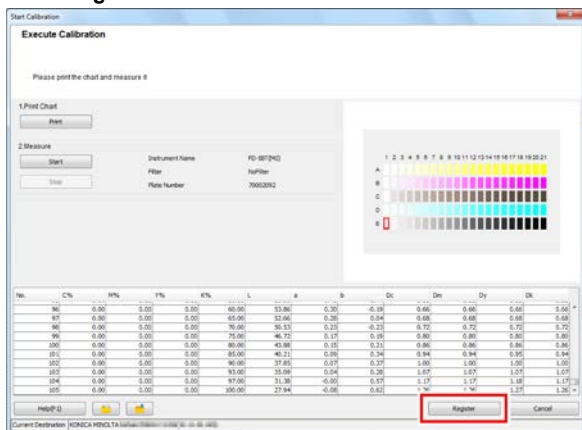 Start Calibration
Execute Calibration
Please print the chart and measure it
1.Print Chart
Print
2.Measure
Start
Instrument Name
Filter NoFilter
Stop
Plate Number 70002092
1 2 3 4 5 6 7 8 9 10 11 12 13 14 15 16 17 18 19 20 21
A
B
C
D
E
No. C% M% Y% K% L a b Dc Dm Dy Dk
96 0.00 0.00 0.00 60.00 53.86 0.30 -0.19 0.66 0.66 0.66 0.66
97 0.00 0.00 0.00 65.00 52.66 0.28 0.04 0.68 0.68 0.68 0.68
98 0.00 0.00 0.00 70.00 50.53 0.23 -0.23 0.72 0.72 0.72 0.72
99 0.00 0.00 0.00 75.00 46.72 0.17 0.19 0.80 0.80 0.80 0.80
100 0.00 0.00 0.00 80.00 43.88 0.15 0.21 0.86 0.86 0.86 0.86
101 0.00 0.00 0.00 85.00 40.21 0.09 0.34 0.94 0.94 0.95 0.94
102 0.00 0.00 0.00 90.00 37.85 0.07 0.37 1.00 1.00 1.00 1.00
103 0.00 0.00 0.00 93.00 35.09 0.04 0.28 1.07 1.07 1.07 1.07
104 0.00 0.00 0.00 97.00 31.38 -0.00 0.57 1.17 1.17 1.18 1.17
105 0.00 0.00 0.00 100.00 27.94 -0.08 0.62 1.27 1.26
Help(F1)
Register
Cancel
Current Destination KONICA MINOLTA